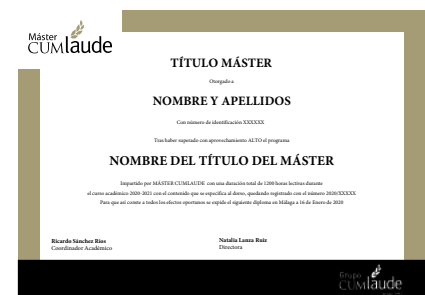 Máster
CUMlaude
TÍTULO MÁSTER
Otorgado a
NOMBRE Y APELLIDOS
Con número de identificación XXXXXX
Tras haber superado con aprovechamiento ALTO el programa
NOMBRE DEL TÍTULO DEL MÁSTER
Impartido por MÁSTER CUMLAUDE con una duración total de 1200 horas lectivas durante
el curso académico 2020-2021 con el contenido que se especifica al dorso, quedando registrado con el número 2020/XXXXX
Para que así conste a todos los efectos oportunos se expide el siguiente diploma en Málaga a 16 de Enero de 2020
Ricardo Sánchez Ríos
Coordinador Académico
Natalia Lanza Ruiz
Directora
Grupo
CUMlaude